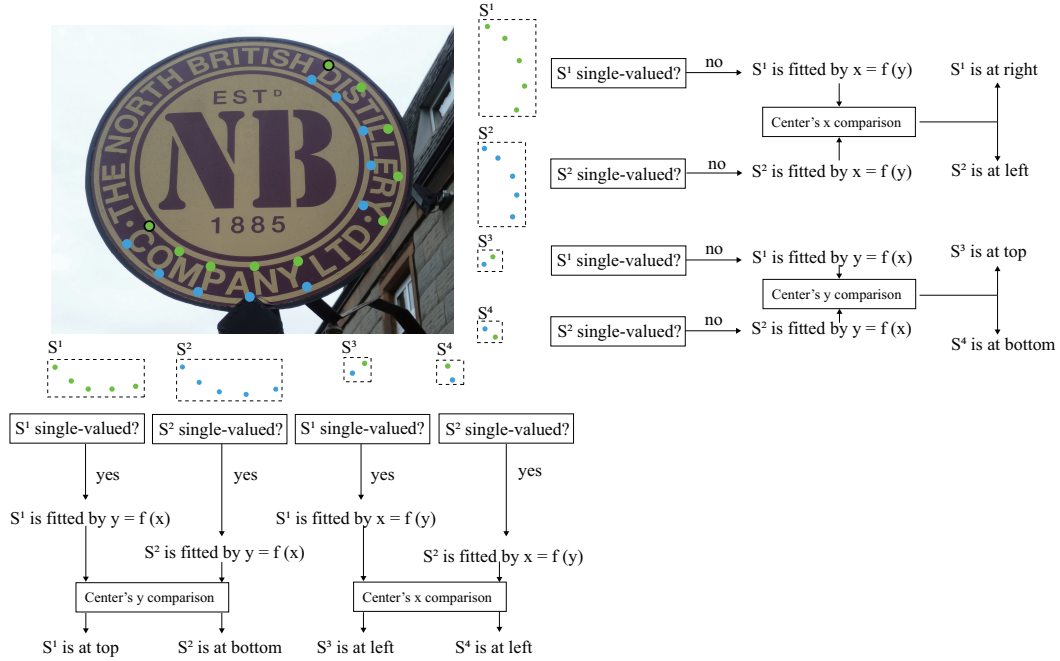 THE NORTH BRITISH DISTILLERY
COMPANY LTD
EST D
NB
1885
S¹
S¹ single-valued?
no
S¹ is fitted by x = f (y)
S¹ is at right
Center's x comparison
S²
S² single-valued?
no
S² is fitted by x = f (y)
S² is at left
S³
S¹ single-valued?
no
S¹ is fitted by y = f (x)
S³ is at top
Center's y comparison
S⁴
S² single-valued?
no
S² is fitted by y = f (x)
S⁴ is at bottom
S¹
S²
S³
S⁴
S¹ single-valued?
S² single-valued?
S¹ single-valued?
S² single-valued?
yes
yes
yes
yes
S¹ is fitted by y = f (x)
S¹ is fitted by x = f (y)
S² is fitted by y = f (x)
S² is fitted by x = f (y)
Center's y comparison
Center's x comparison
S¹ is at top
S² is at bottom
S³ is at left
S⁴ is at left